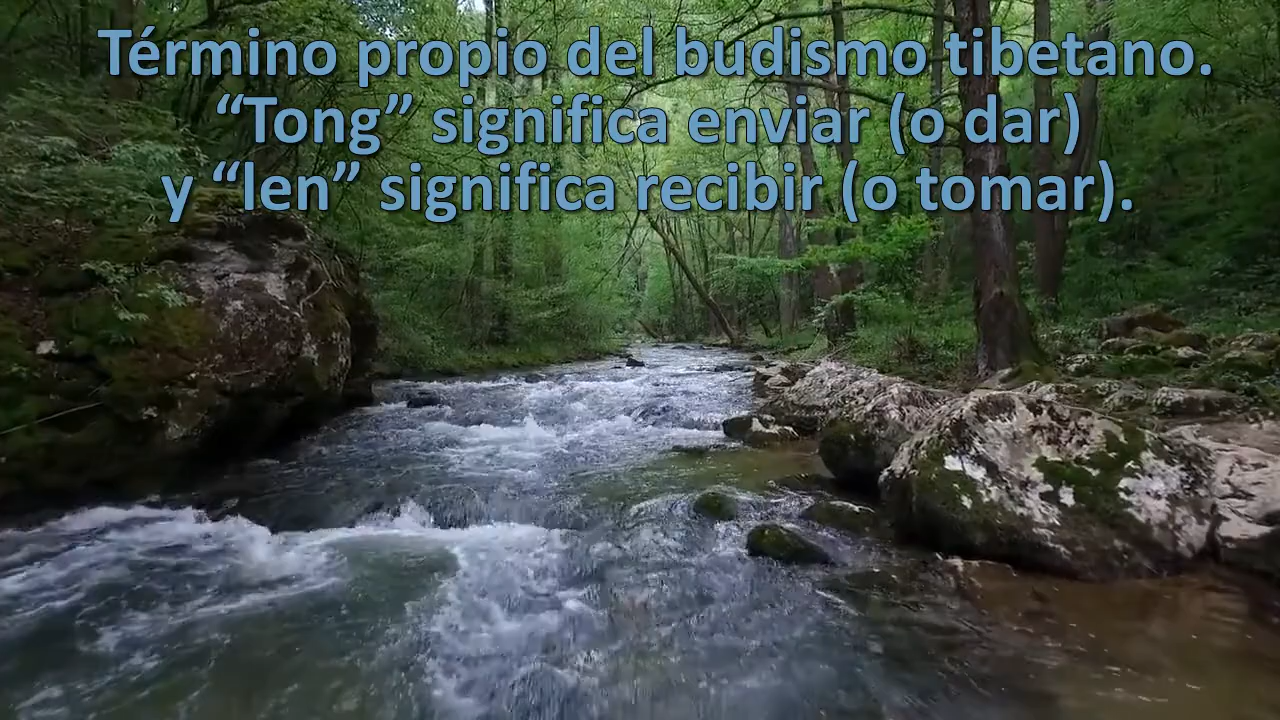 Término propio del budismo tibetano.
“Tong” significa enviar (o dar)
y “len” significa recibir (o tomar).